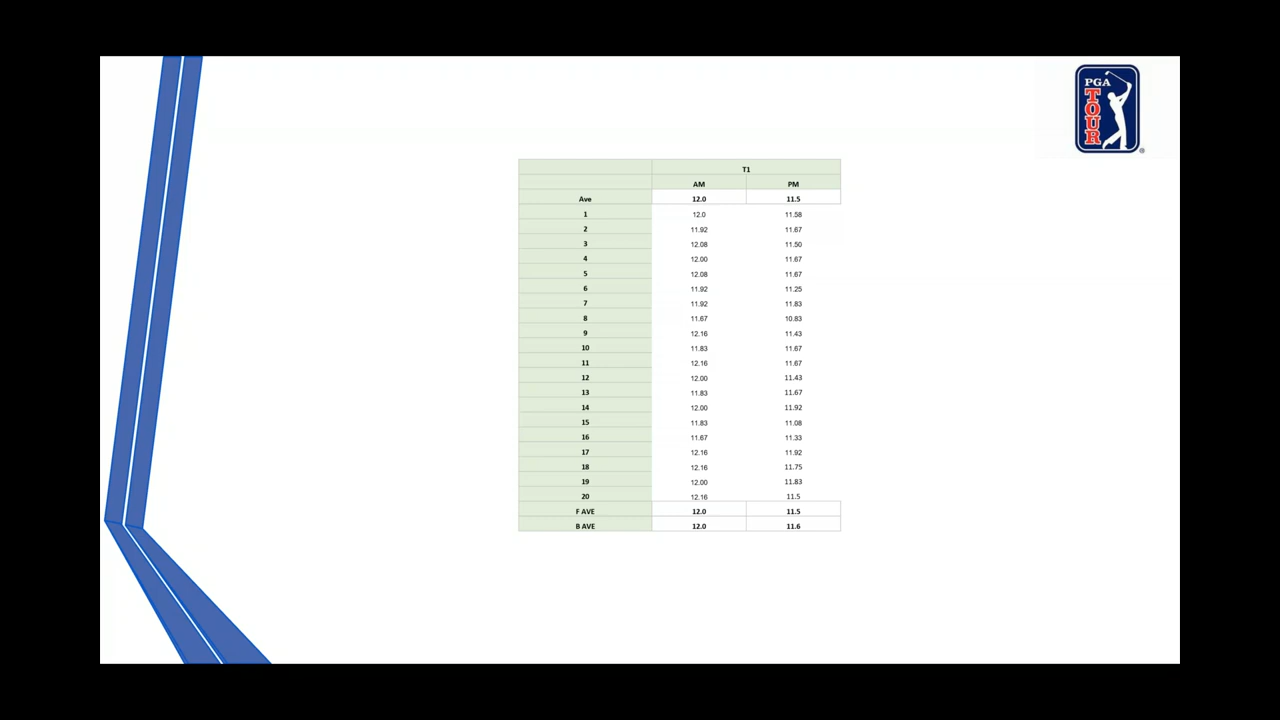 PGA
TOUR
®
T1
AM PM
Ave 12.0 11.5
1 12.0 11.58
2 11.92 11.67
3 12.08 11.50
4 12.00 11.67
5 12.08 11.67
6 11.92 11.25
7 11.92 11.83
8 11.67 10.83
9 12.16 11.43
10 11.83 11.67
11 12.16 11.67
12 12.00 11.43
13 11.83 11.67
14 12.00 11.92
15 11.83 11.08
16 11.67 11.33
17 12.16 11.92
18 12.16 11.75
19 12.00 11.83
20 12.16 11.5
F AVE 12.0 11.5
B AVE 12.0 11.6